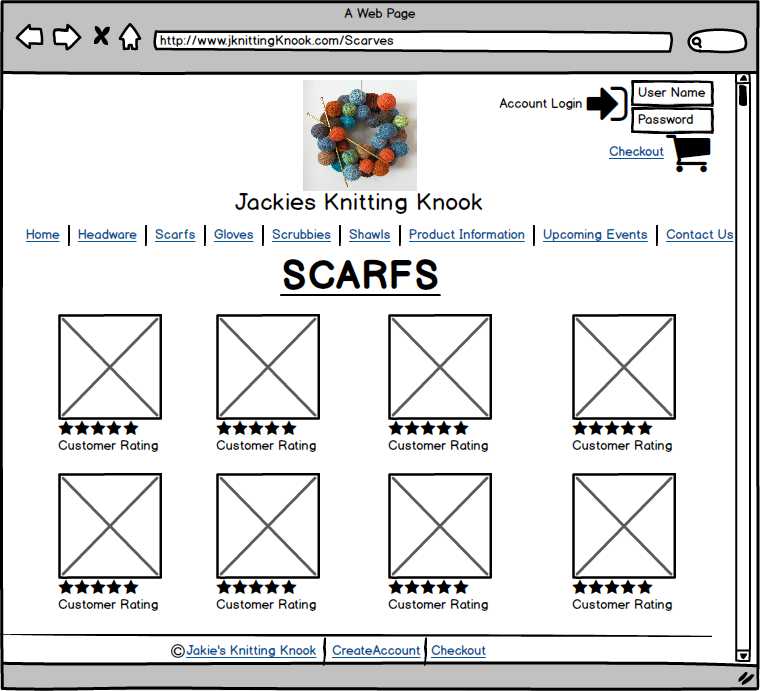 A Web Page
http://www.jknittingKnook.com/Scarves
Account Login
User Name
Password
Checkout
Jackies Knitting Knook
Home Headware Scarfs Gloves Scrubbies Shawls Product Information Upcoming Events Contact Us
SCARFS
Customer Rating Customer Rating Customer Rating Customer Rating
Customer Rating Customer Rating Customer Rating Customer Rating
©Jakie's Knitting Knook CreateAccount Checkout